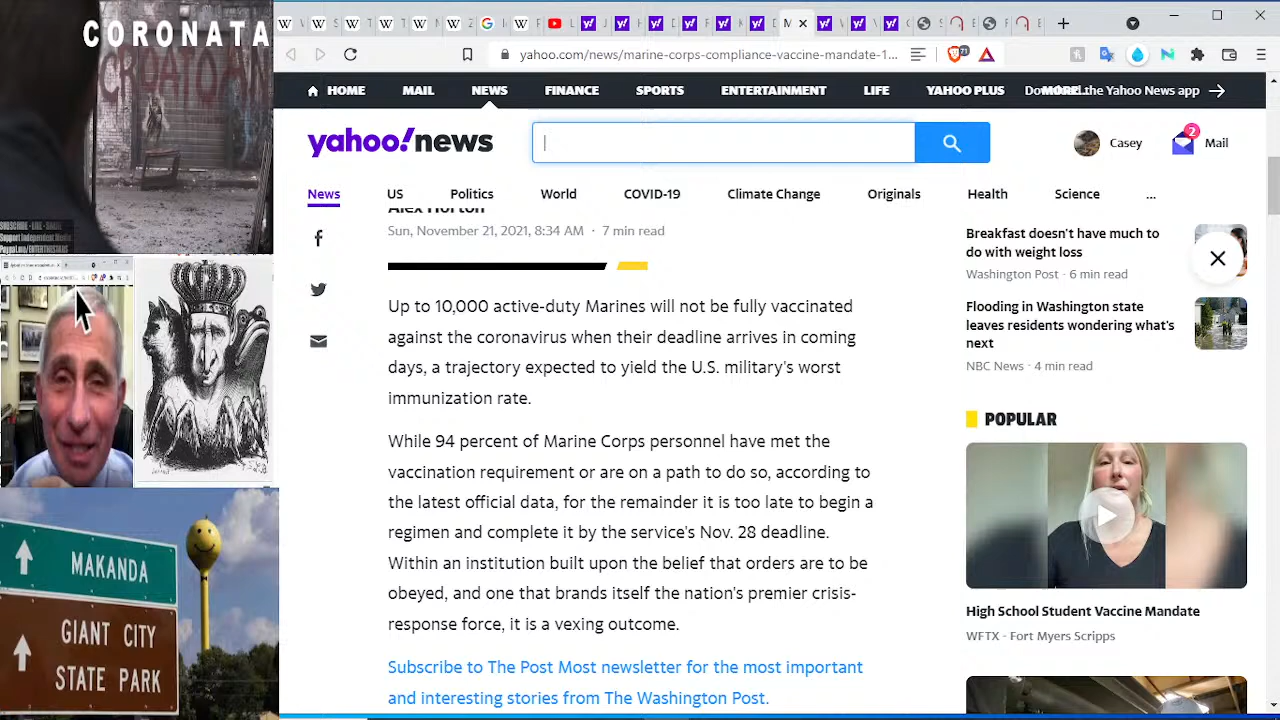 CORONATA
SUBSCRIBE - LIKE - SHARE
Support Independent Media
MAKANDA
GIANT CITY
STATE PARK
yahoo.com/news/marine-corps-compliance-vaccine-mandate-1...
HOME
MAIL
NEWS
FINANCE
SPORTS
ENTERTAINMENT
LIFE
YAHOO PLUS
MORE...
the Yahoo News app
yahoo!news
Casey
2
Mail
News
US
Politics
World
COVID-19
Climate Change
Originals
Health
Science
...
Alex Horton
Sun, November 21, 2021, 8:34 AM · 7 min read
Up to 10,000 active-duty Marines will not be fully vaccinated
against the coronavirus when their deadline arrives in coming
days, a trajectory expected to yield the U.S. military's worst
immunization rate.
While 94 percent of Marine Corps personnel have met the
vaccination requirement or are on a path to do so, according to
the latest official data, for the remainder it is too late to begin a
regimen and complete it by the service's Nov. 28 deadline.
Within an institution built upon the belief that orders are to be
obeyed, and one that brands itself the nation's premier crisis-
response force, it is a vexing outcome.
Subscribe to The Post Most newsletter for the most important
and interesting stories from The Washington Post.
Breakfast doesn't have much to
do with weight loss
Washington Post · 6 min read
Flooding in Washington state
leaves residents wondering what's
next
NBC News · 4 min read
POPULAR
High School Student Vaccine Mandate
WFTX - Fort Myers Scripps